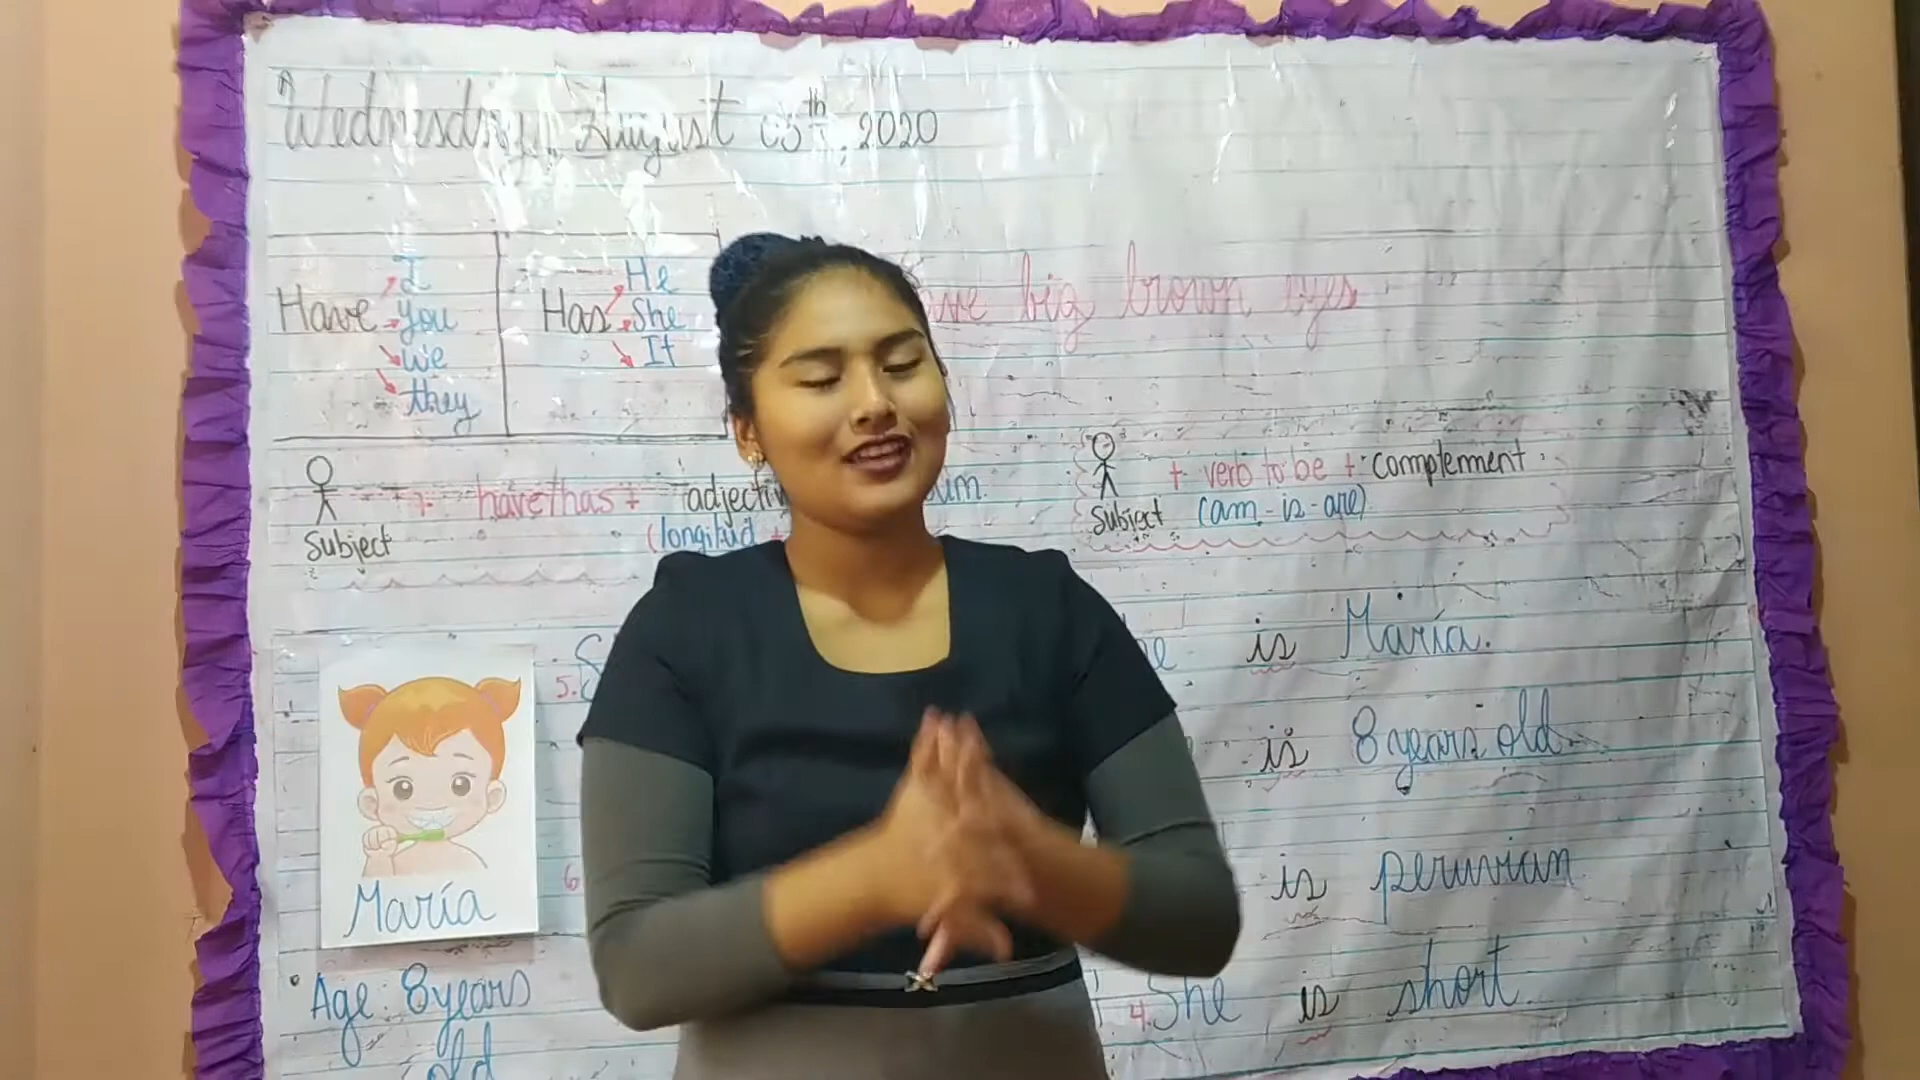 Wednesday, August 05th, 2020
Have
I
you
we
they
Has
He
She
It
big brown eyes
+ have/has +
Subject
(longitud +
+ verb to be + complement
Subject (am - is - are)
5.
is María.
is 8 years old
6
is peruvian
María
4. She is short.
Age: 8 years
old